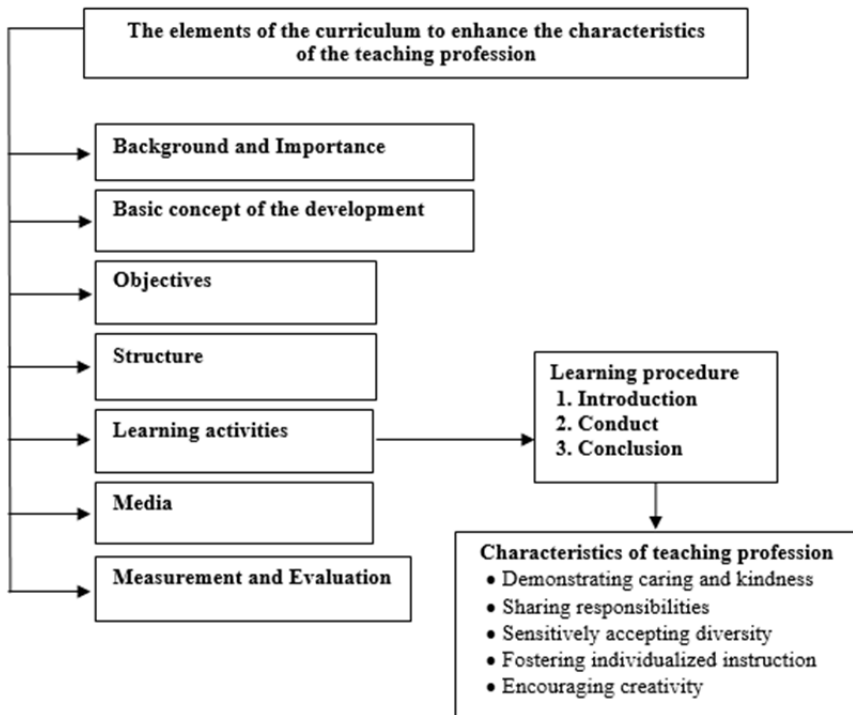 The elements of the curriculum to enhance the characteristics
of the teaching profession
Background and Importance
Basic concept of the development
Objectives
Structure
Learning activities
Media
Measurement and Evaluation
Learning procedure
1. Introduction
2. Conduct
3. Conclusion
Characteristics of teaching profession
• Demonstrating caring and kindness
• Sharing responsibilities
• Sensitively accepting diversity
• Fostering individualized instruction
• Encouraging creativity